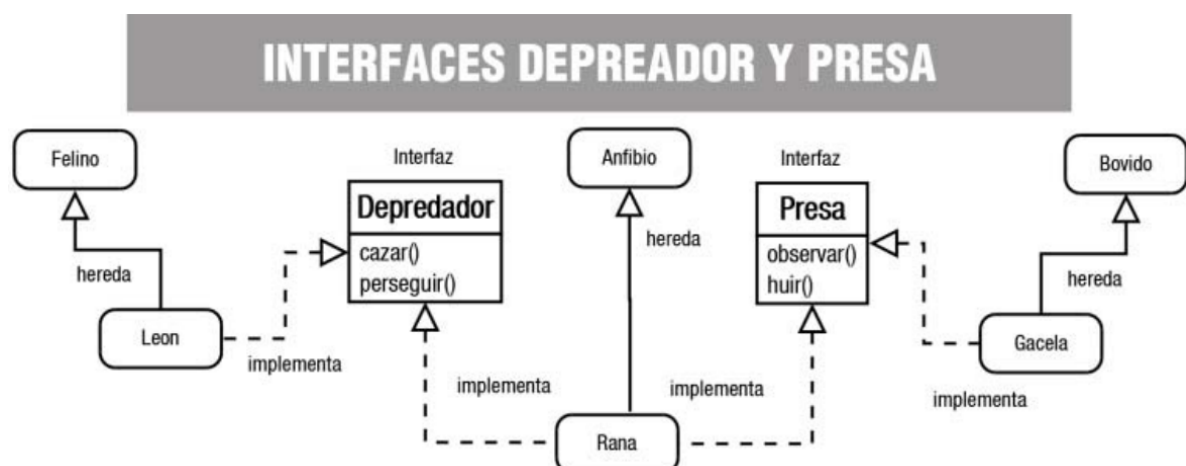 INTERFACES DEPREADOR Y PRESA
Felino
Interfaz
Anfibio
Interfaz
Bovido
Depredador
cazar()
perseguir()
Presa
observar()
huir()
hereda
hereda
hereda
Leon
implementa
Gacela
implementa
implementa
implementa
Rana